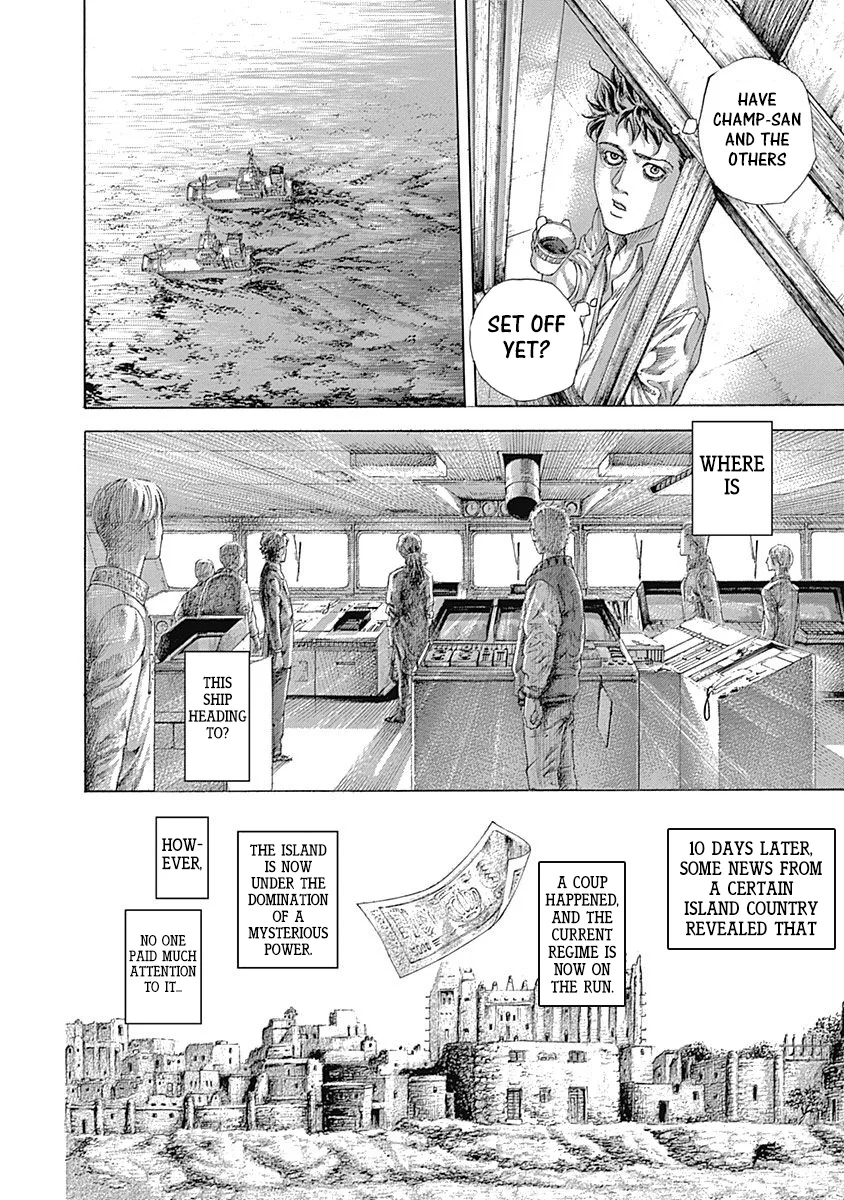 HAVE
CHAMP-SAN
AND THE
OTHERS
SET OFF
YET?
WHERE
IS
THIS
SHIP
HEADING
TO?
10 DAYS LATER,
SOME NEWS FROM
A CERTAIN
ISLAND COUNTRY
REVEALED THAT
A COUP
HAPPENED,
AND THE
CURRENT
REGIME IS
NOW ON
THE RUN.
THE ISLAND
IS NOW
UNDER THE
DOMINATION
OF A
MYSTERIOUS
POWER.
HOW-
EVER,
NO ONE
PAID MUCH
ATTENTION
TO IT...